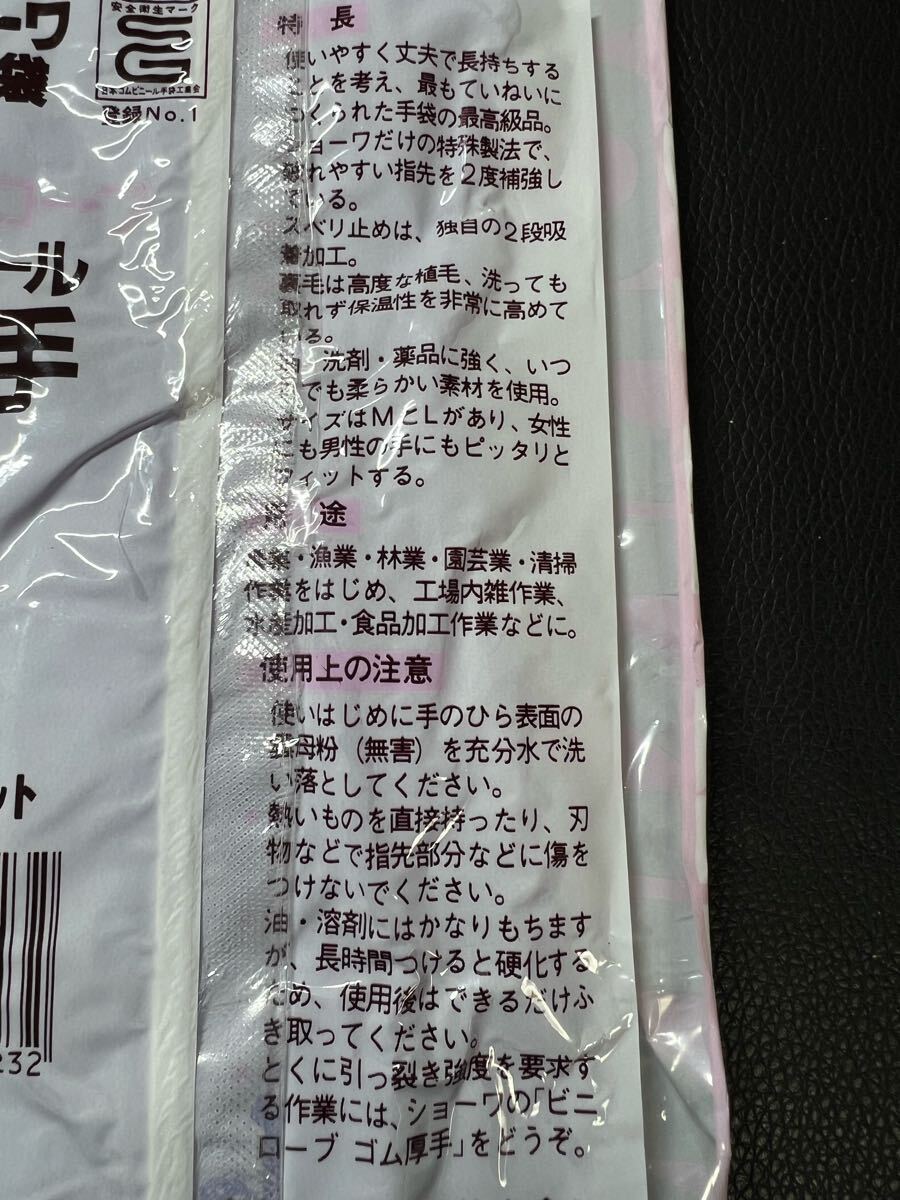 ーワ
袋
安全衛生マーク
SG
日本ゴムビニール手袋工業会
登録No.1
ローブ
ール
手
ット
232
特 長
使いやすく丈夫で長持ちする
ことを考え、最もていねいに
つくられた手袋の最高級品。
ショーワだけの特殊製法で、
破れやすい指先を2度補強し
ている。
スベリ止めは、独自の2段吸
着加工。
裏毛は高度な植毛、洗っても
取れず保温性を非常に高めて
いる。
油・洗剤・薬品に強く、いつ
までも柔らかい素材を使用。
サイズはMとLがあり、女性
にも男性の手にもピッタリと
フィットする。
用 途
農業・漁業・林業・園芸業・清掃
作業をはじめ、工場内雑作業、
水産加工・食品加工作業などに。
使用上の注意
使いはじめに手のひら表面の
雲母粉(無害)を充分水で洗
い落としてください。
熱いものを直接持ったり、刃
物などで指先部分などに傷を
つけないでください。
油・溶剤にはかなりもちます
が、長時間つけると硬化する
ため、使用後はできるだけふ
き取ってください。
とくに引っ裂き強度を要求す
る作業には、ショーワの「ビニ
ローブ ゴム厚手」をどうぞ。